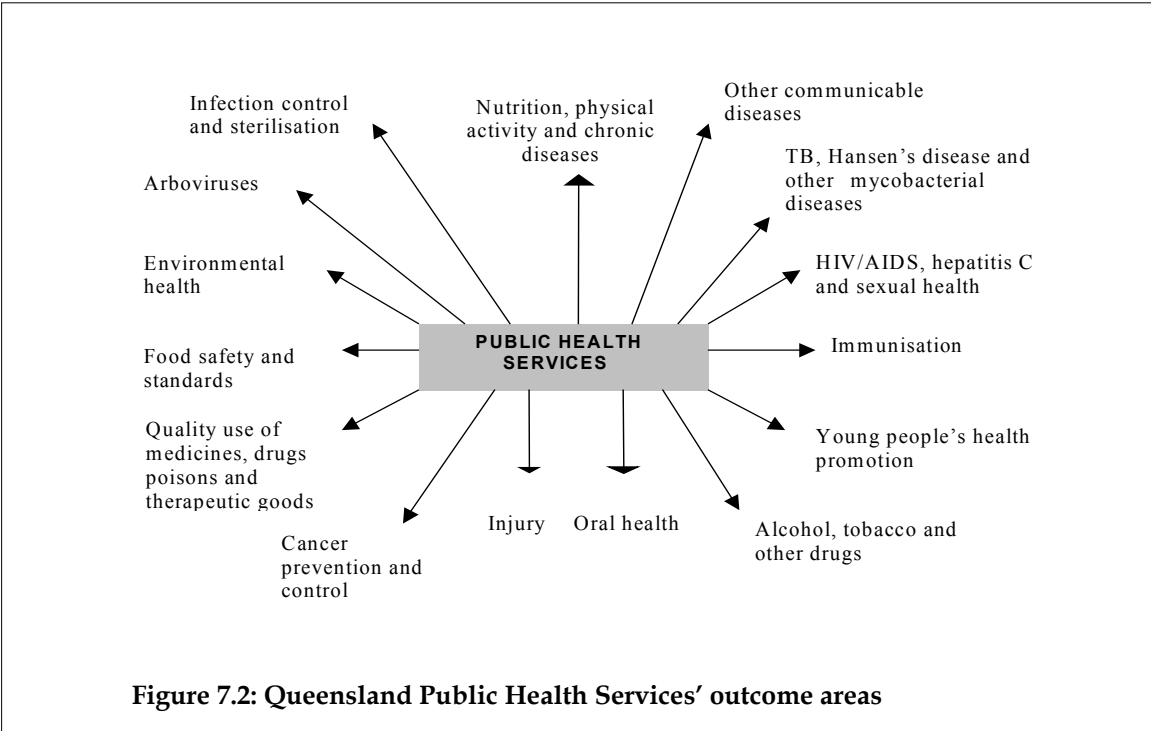 Infection control
and sterilisation
Nutrition, physical
activity and chronic
diseases
Other communicable
diseases
Arboviruses
TB, Hansen's disease and
other mycobacterial
diseases
Environmental
health
HIV/AIDS, hepatitis C
and sexual health
PUBLIC HEALTH
SERVICES
Food safety and
standards
Immunisation
Quality use of
medicines, drugs
poisons and
therapeutic goods
Young people's health
promotion
Cancer
prevention and
control
Injury
Oral health
Alcohol, tobacco and
other drugs
Figure 7.2: Queensland Public Health Services' outcome areas